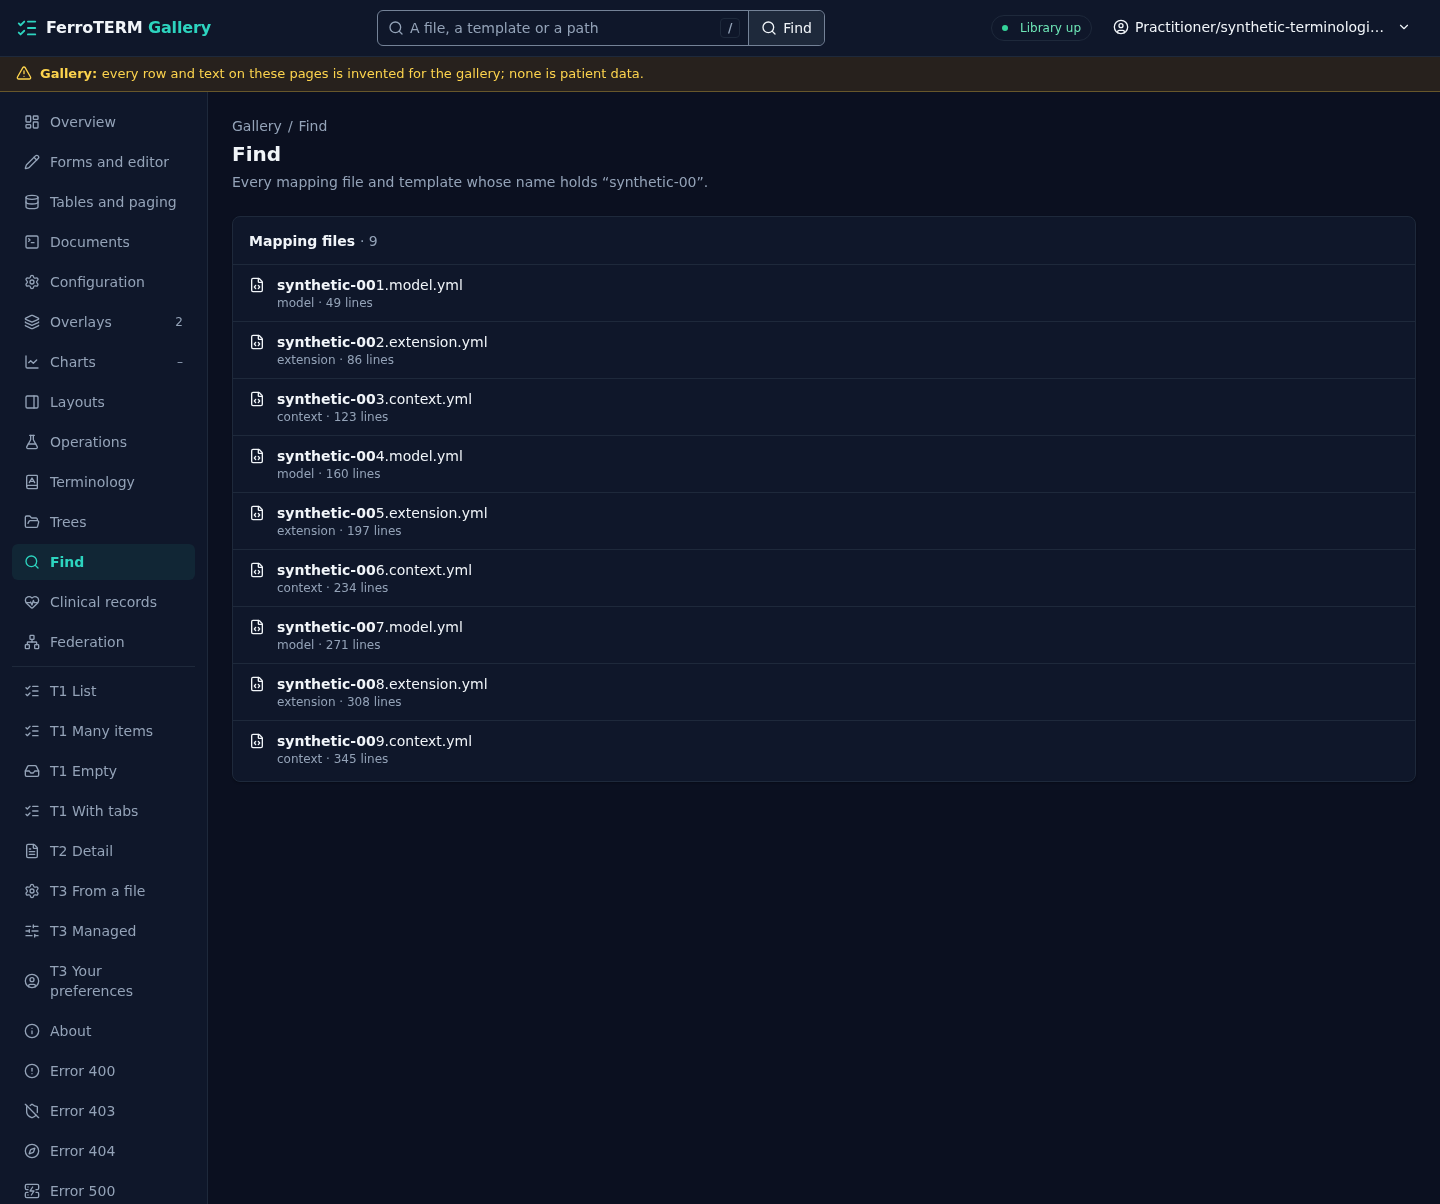 FerroTERM Gallery
A file, a template or a path
/
Find
Library up
Practitioner/synthetic-terminologi...
Gallery: every row and text on these pages is invented for the gallery; none is patient data.
Overview
Forms and editor
Tables and paging
Documents
Configuration
Overlays 2
Charts –
Layouts
Operations
Terminology
Trees
Find
Clinical records
Federation
T1 List
T1 Many items
T1 Empty
T1 With tabs
T2 Detail
T3 From a file
T3 Managed
T3 Your
preferences
About
Error 400
Error 403
Error 404
Error 500
Gallery / Find
Find
Every mapping file and template whose name holds “synthetic-00”.
Mapping files · 9
synthetic-001.model.yml
model · 49 lines
synthetic-002.extension.yml
extension · 86 lines
synthetic-003.context.yml
context · 123 lines
synthetic-004.model.yml
model · 160 lines
synthetic-005.extension.yml
extension · 197 lines
synthetic-006.context.yml
context · 234 lines
synthetic-007.model.yml
model · 271 lines
synthetic-008.extension.yml
extension · 308 lines
synthetic-009.context.yml
context · 345 lines